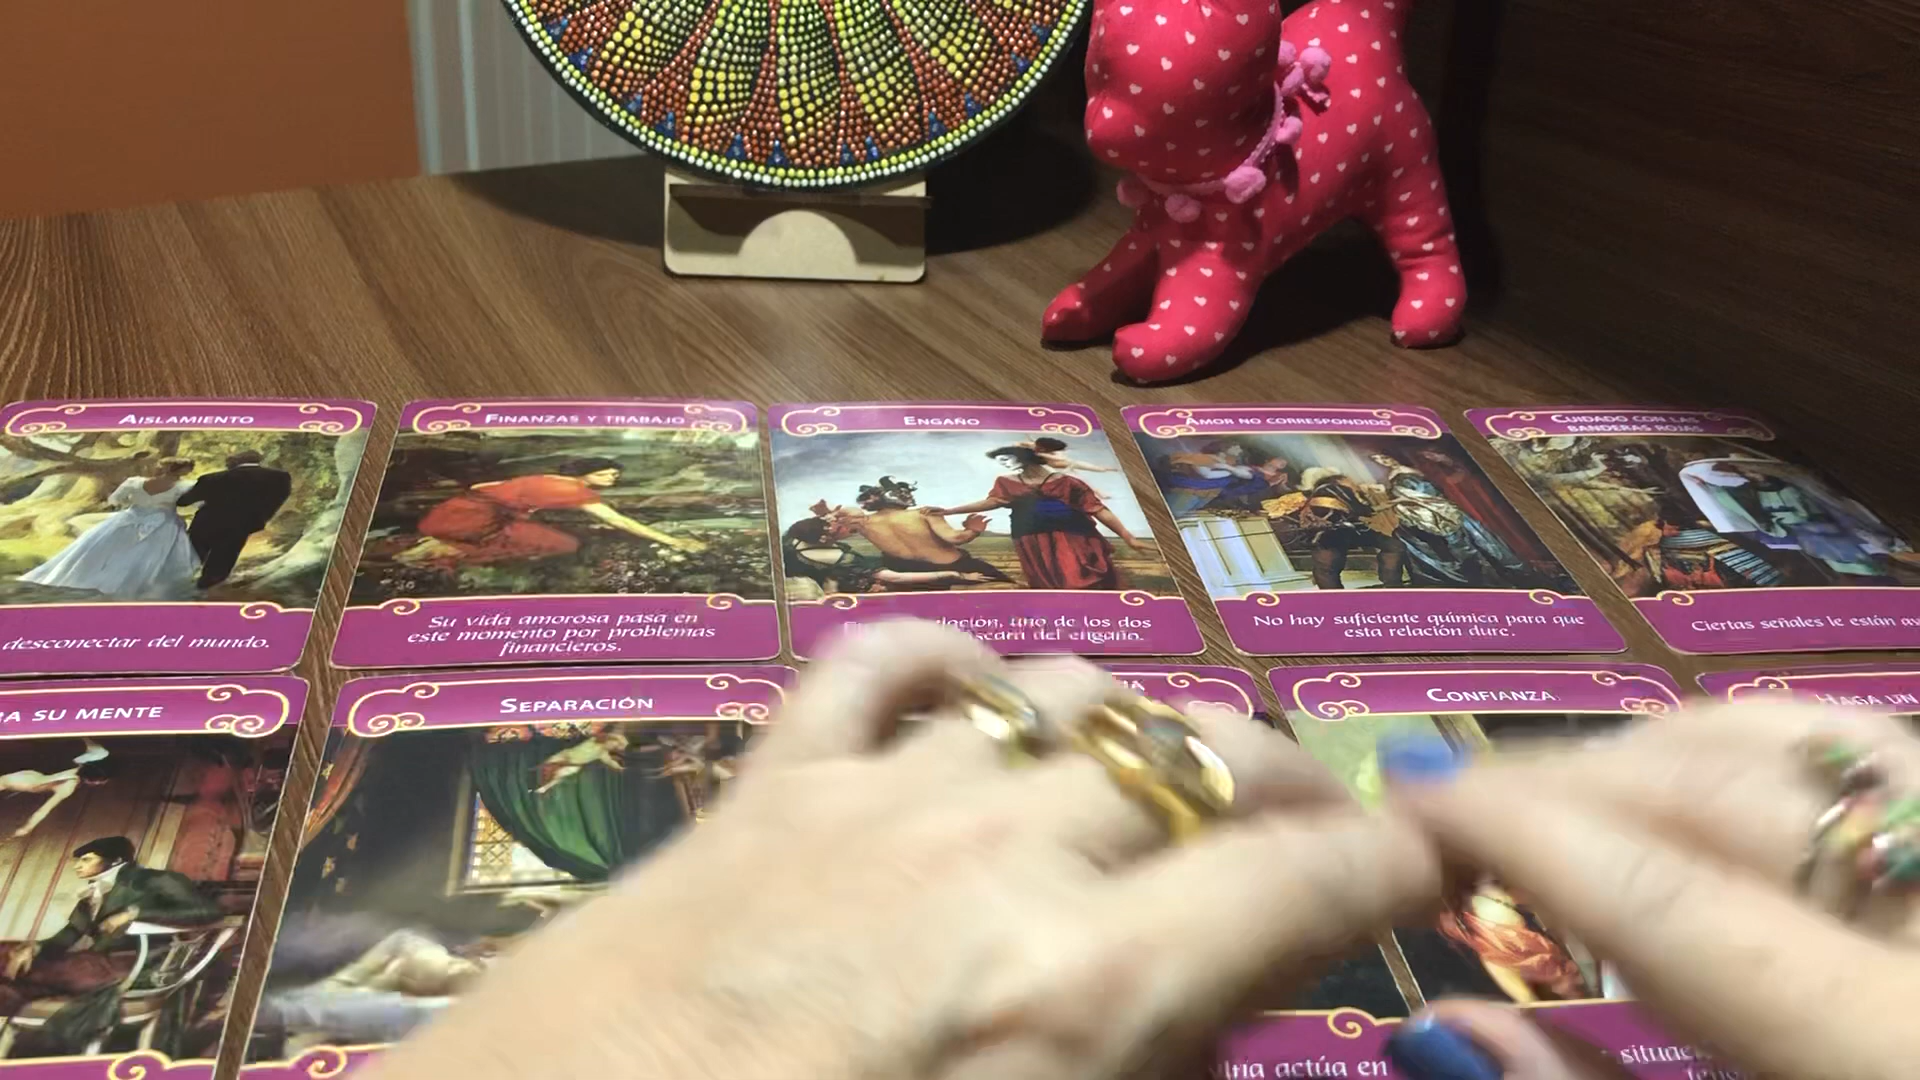 AISLAMIENTO
desconectar del mundo.
FINANZAS Y TRABAJO
Su vida amorosa pasa en
este momento por problemas
financieros.
ENGAÑO
uno de los dos
del engaño.
AMOR NO CORRESPONDIDO
No hay suficiente química para que
esta relación dure.
CUIDADO CON LAS
BANDERAS ROJAS
Ciertas señales le están
SU MENTE
SEPARACIÓN
CONFIANZA
HAGA UN
actúa en